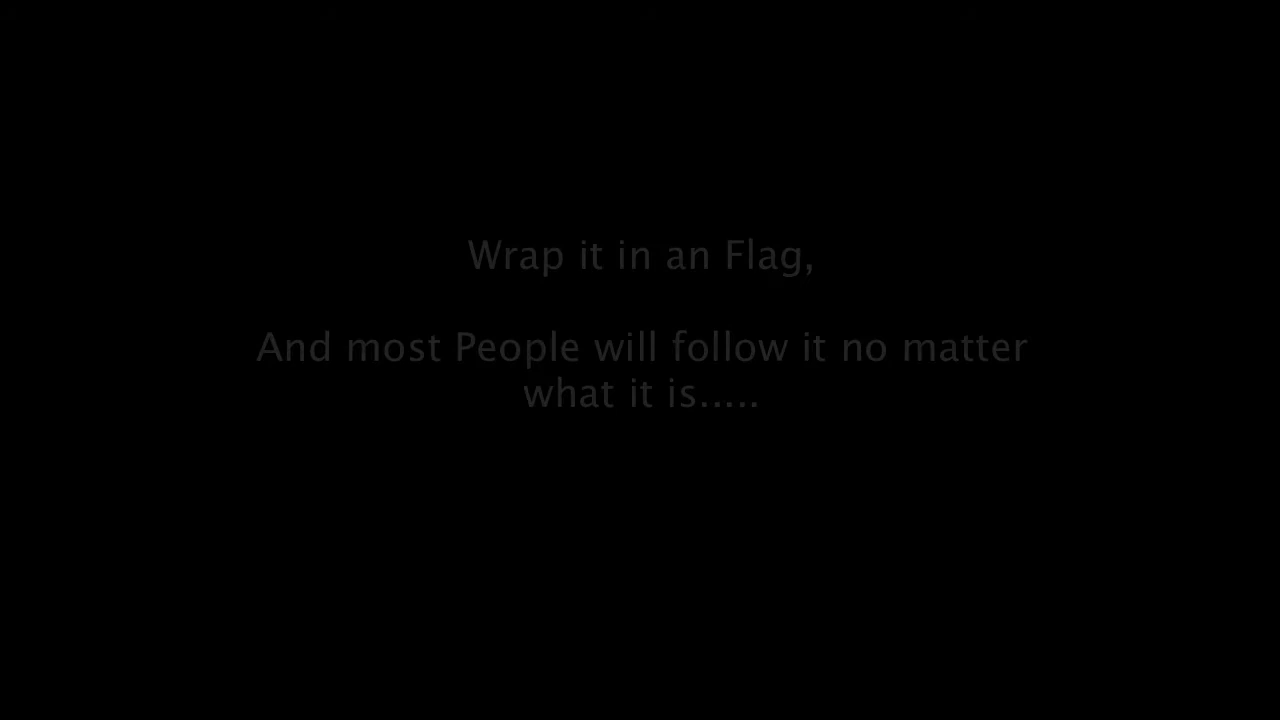 Wrap it in an Flag,
And most People will follow it no matter
what it is.....